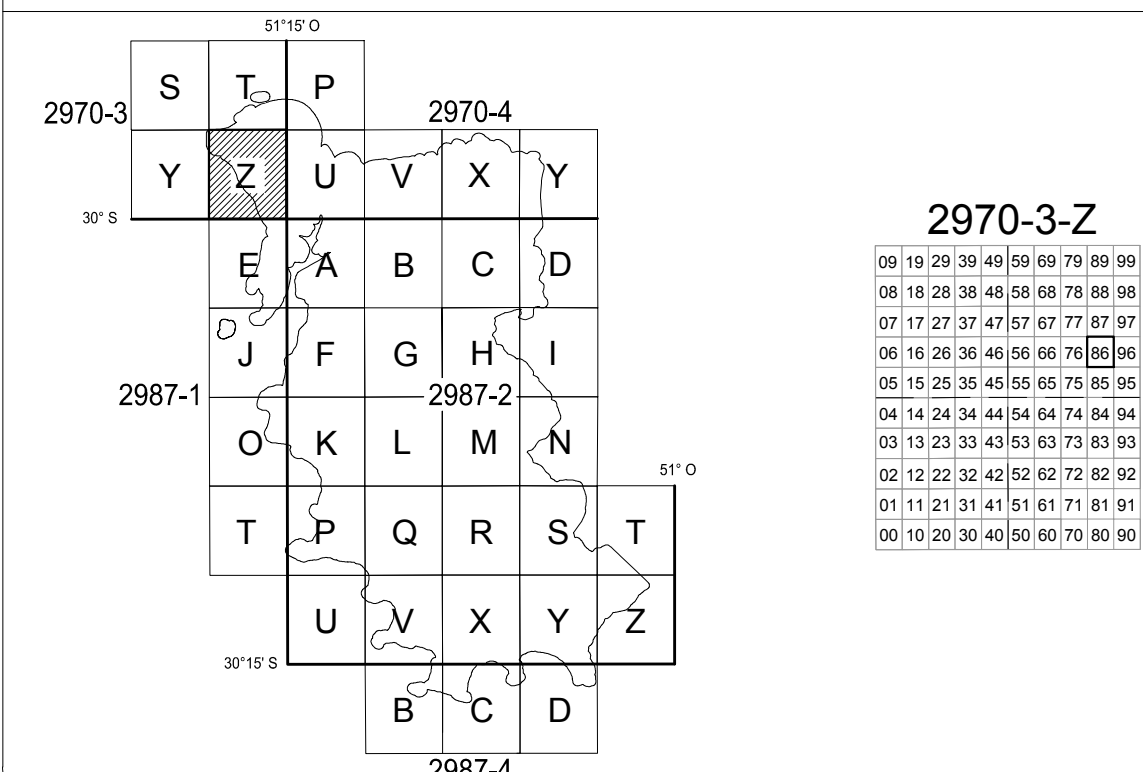 51°15' O
S T P
2970-3
2970-4
Y Z U V X Y
30° S
E A B C D
J F G H I
2987-1
2987-2
O K L M N
51° O
T P Q R S T
U V X Y Z
30°15' S
B C D
2987-4
2970-3-Z
09 19 29 39 49 59 69 79 89 99
08 18 28 38 48 58 68 78 88 98
07 17 27 37 47 57 67 77 87 97
06 16 26 36 46 56 66 76 86 96
05 15 25 35 45 55 65 75 85 95
04 14 24 34 44 54 64 74 84 94
03 13 23 33 43 53 63 73 83 93
02 12 22 32 42 52 62 72 82 92
01 11 21 31 41 51 61 71 81 91
00 10 20 30 40 50 60 70 80 90